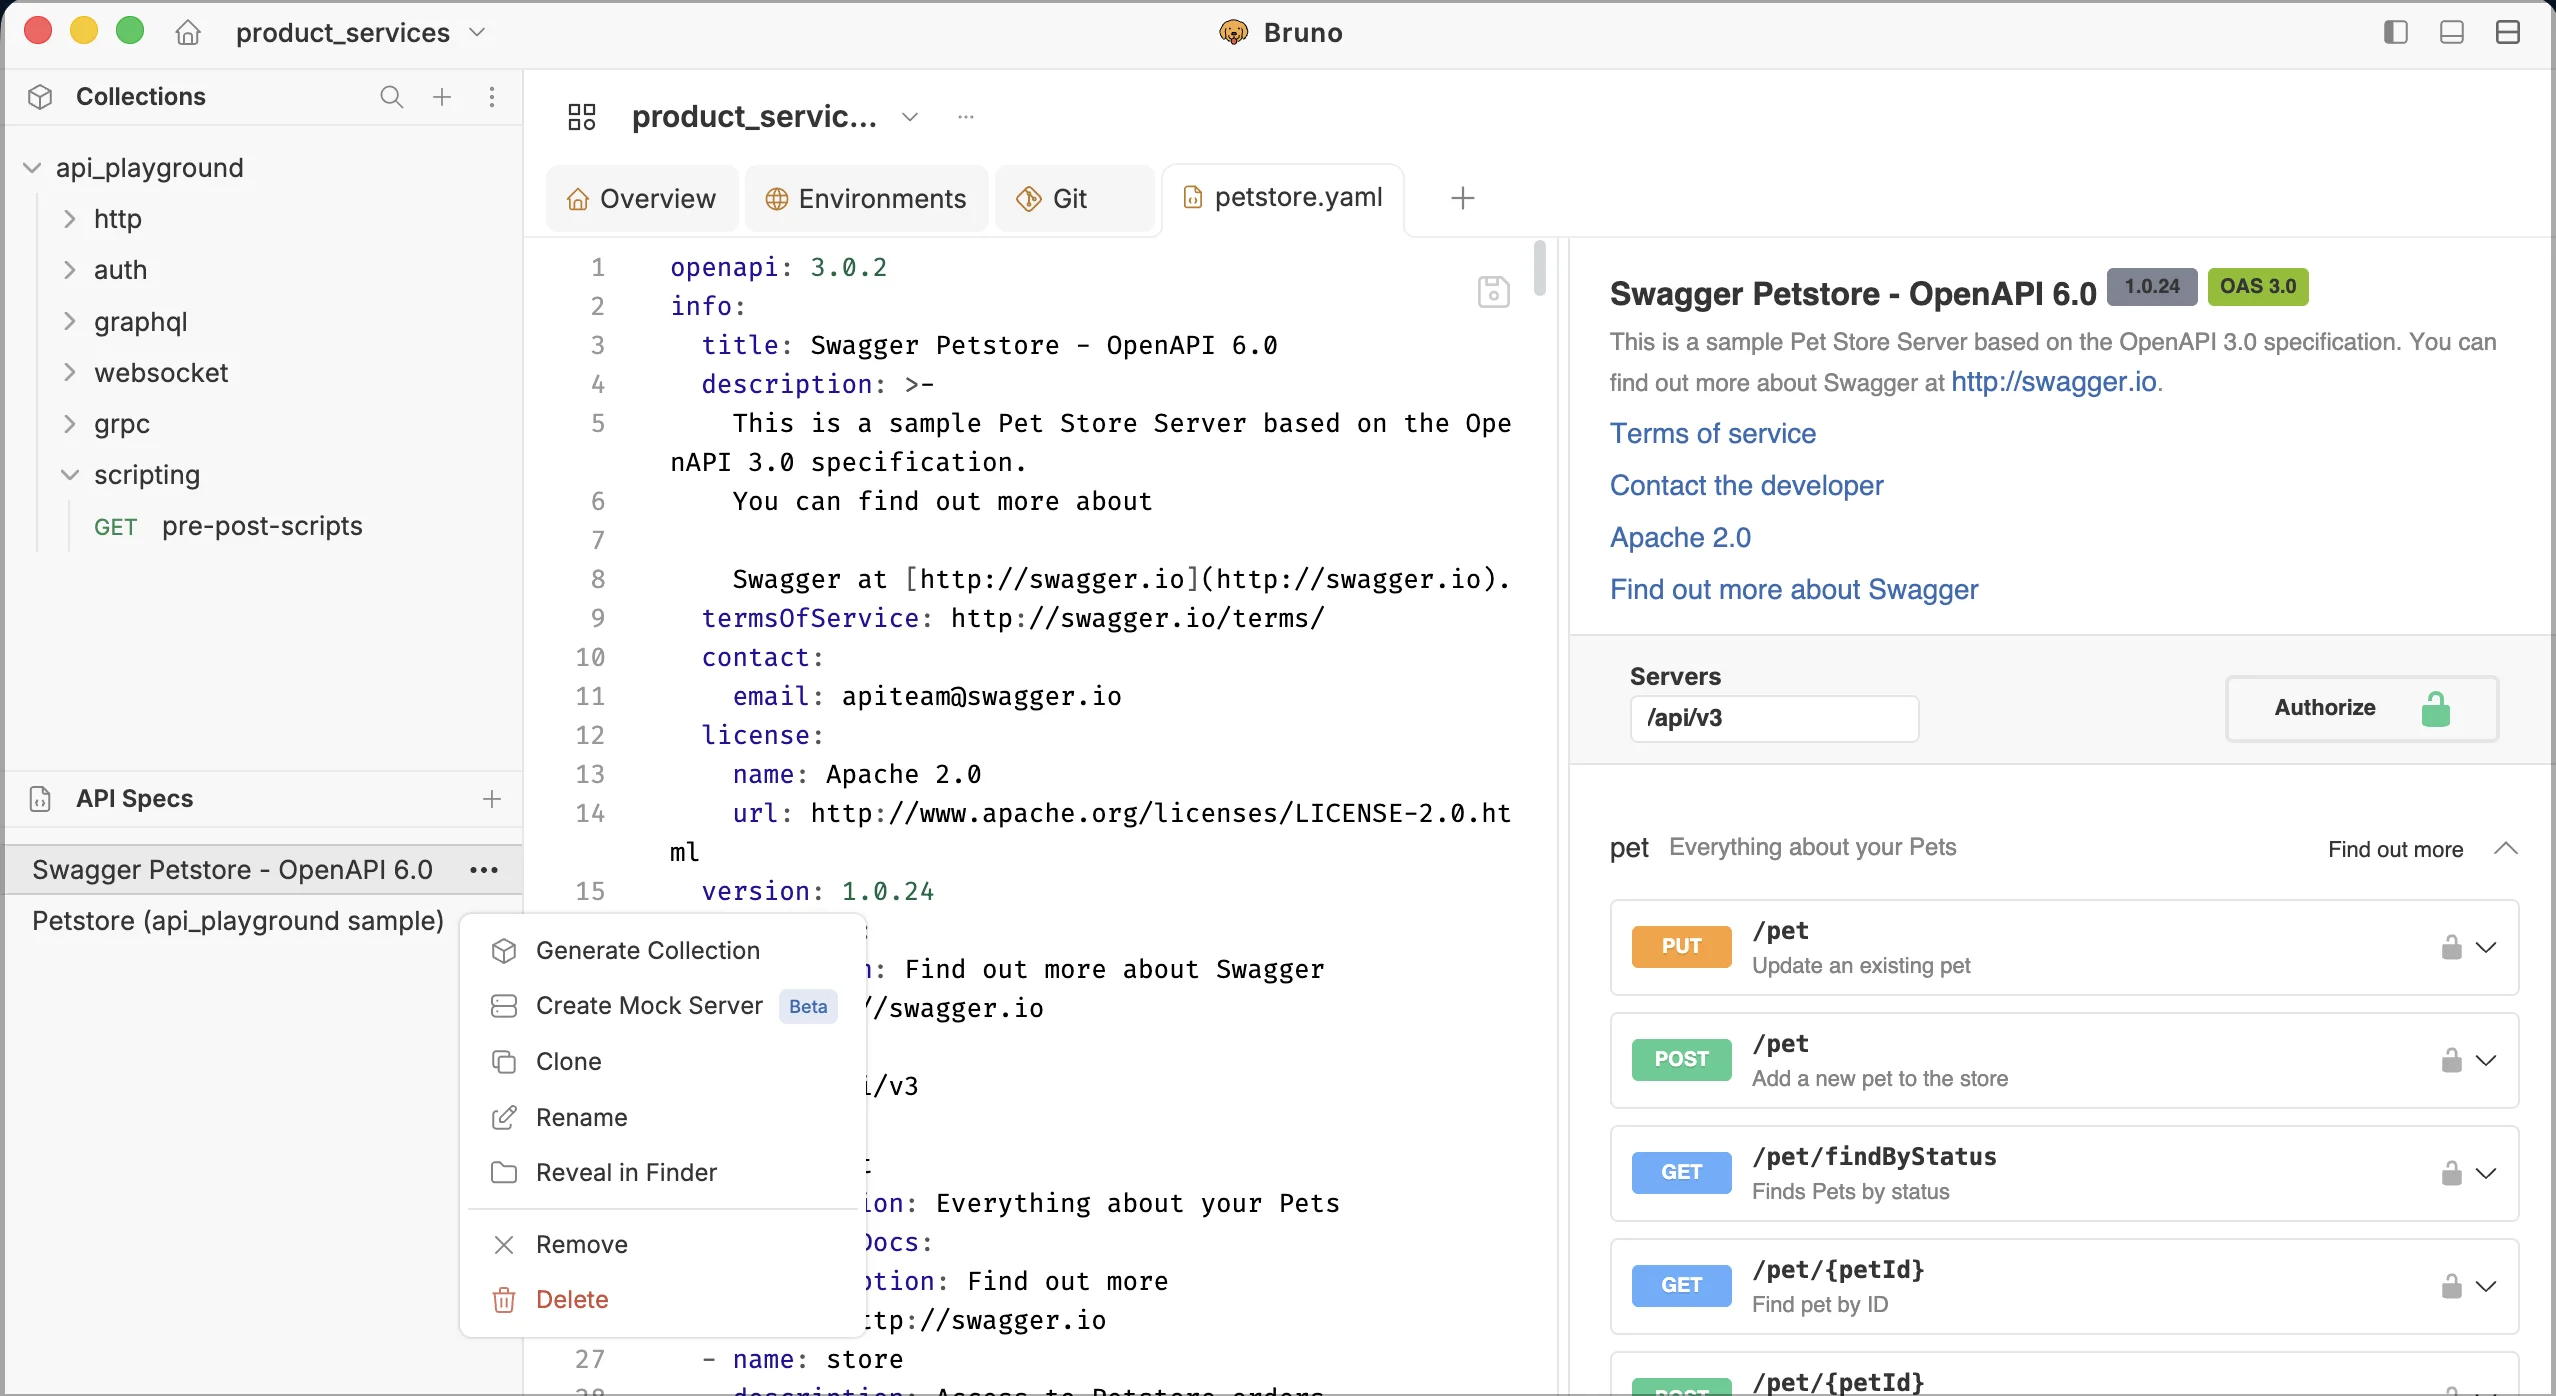 product_services
Bruno
Collections
api_playground
http
auth
graphql
websocket
grpc
scripting
GET pre-post-scripts
API Specs
Swagger Petstore - OpenAPI 6.0
Petstore (api_playground sample)
product_servic...
Overview
Environments
Git
petstore.yaml
1 openapi: 3.0.2
2 info:
3 title: Swagger Petstore - OpenAPI 6.0
4 description: >-
5 This is a sample Pet Store Server based on the Ope
nAPI 3.0 specification.
6 You can find out more about
7
8 Swagger at [http://swagger.io](http://swagger.io).
9 termsOfService: http://swagger.io/terms/
10 contact:
11 email: apiteam@swagger.io
12 license:
13 name: Apache 2.0
14 url: http://www.apache.org/licenses/LICENSE-2.0.ht
ml
15 version: 1.0.24
:
: Find out more about Swagger
//swagger.io
i/v3
ion: Everything about your Pets
Docs:
ption: Find out more
ttp://swagger.io
27 - name: store
28 description: Access to Petstore orders
Generate Collection
Create Mock Server Beta
Clone
Rename
Reveal in Finder
Remove
Delete
Swagger Petstore - OpenAPI 6.0 1.0.24 OAS 3.0
This is a sample Pet Store Server based on the OpenAPI 3.0 specification. You can
find out more about Swagger at http://swagger.io.
Terms of service
Contact the developer
Apache 2.0
Find out more about Swagger
Servers
/api/v3
Authorize
pet Everything about your Pets
Find out more
PUT /pet
Update an existing pet
POST /pet
Add a new pet to the store
GET /pet/findByStatus
Finds Pets by status
GET /pet/{petId}
Find pet by ID
POST /pet/{petId}